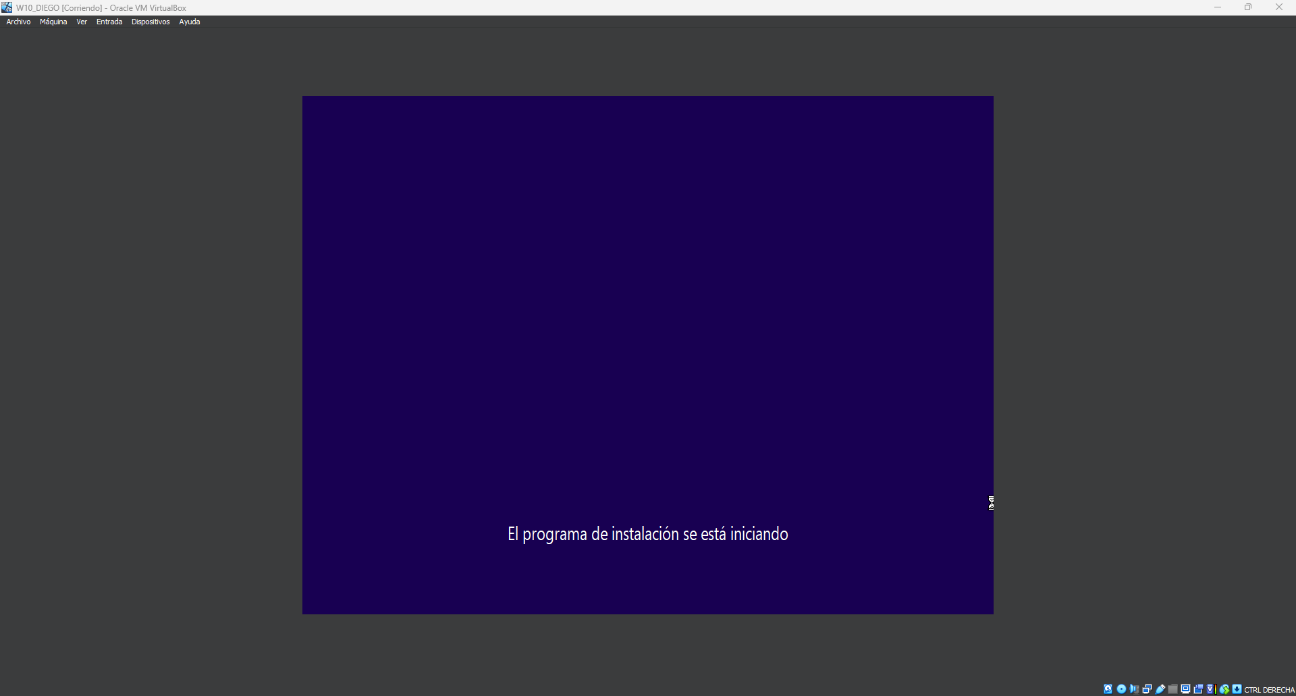 W10_DIEGO [Corriendo] - Oracle VM VirtualBox
Archivo Máquina Ver Entrada Dispositivos Ayuda
El programa de instalación se está iniciando
CTRL DERECHA